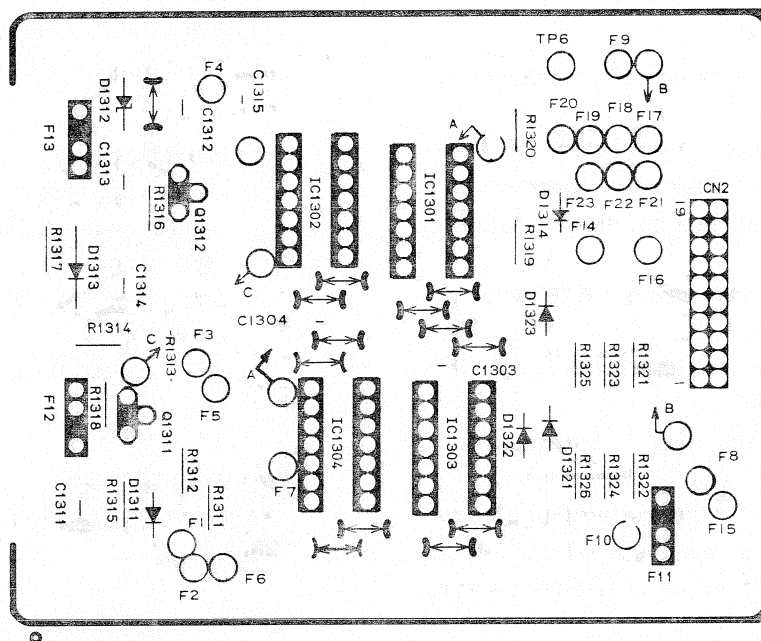 TP6
F9
B
F4
D1312
C1315
C1312
F13
C1313
A
R1320
F20
F19
F18
F17
IC1302
IC1301
R1316
Q1312
D1314
F23
F22
F21
CN2
19
R1317
D1313
C1314
R1319
F14
F16
C
C1304
D1323
R1314
C
R1313
F3
A
F5
C1303
R1325
R1323
R1321
1
F12
R1318
Q1311
IC1304
IC1303
D1322
B
D1321
F7
R1312
R1311
R1326
R1324
R1322
F8
F15
C1311
R1315
D1311
F1
F10
F11
F2
F6